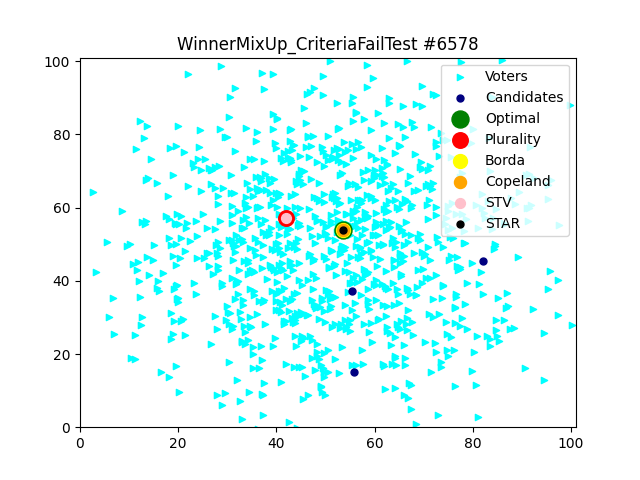 WinnerMixUp_CriteriaFailTest #6578
100
80
60
40
20
0
0 20 40 60 80 100
Voters
Candidates
Optimal
Plurality
Borda
Copeland
STV
STAR